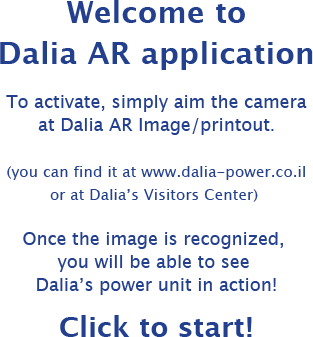 Welcome to
Dalia AR application
To activate, simply aim the camera
at Dalia AR Image/printout.
(you can find it at www.dalia-power.co.il
or at Dalia's Visitors Center)
Once the image is recognized,
you will be able to see
Dalia's power unit in action!
Click to start!